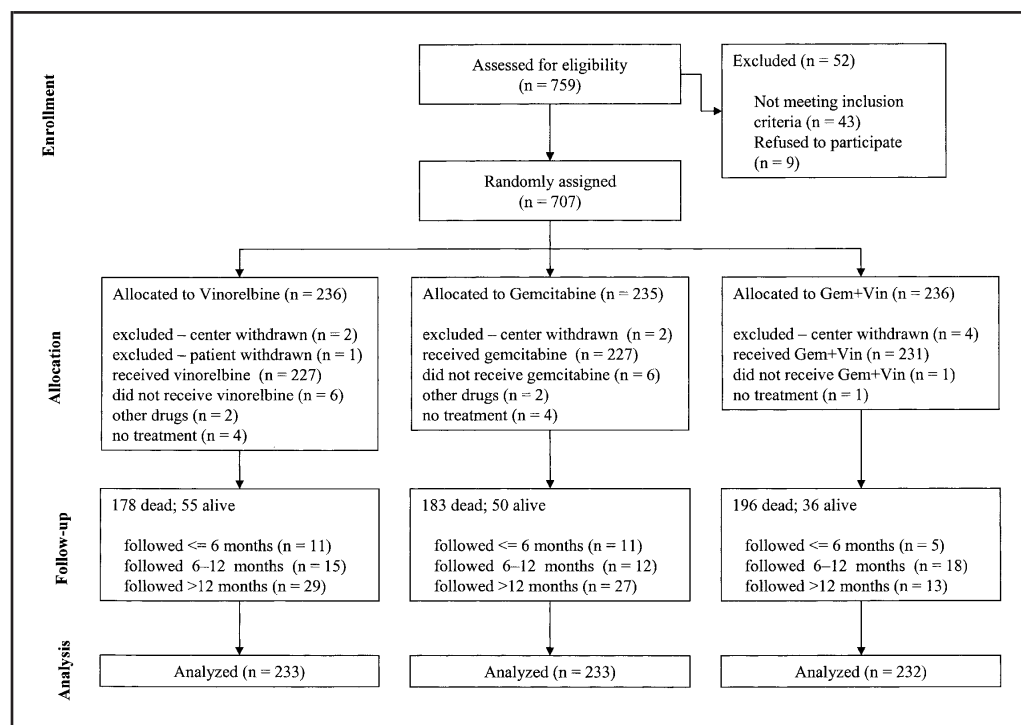 Enrollment
Assessed for eligibility
(n = 759)
Excluded (n = 52)
Not meeting inclusion
criteria (n = 43)
Refused to participate
(n = 9)
Randomly assigned
(n = 707)
Allocation
Allocated to Vinorelbine (n = 236)
excluded – center withdrawn (n = 2)
excluded – patient withdrawn (n = 1)
received vinorelbine (n = 227)
did not receive vinorelbine (n = 6)
other drugs (n = 2)
no treatment (n = 4)
Allocated to Gemcitabine (n = 235)
excluded – center withdrawn (n = 2)
received gemcitabine (n = 227)
did not receive gemcitabine (n = 6)
other drugs (n = 2)
no treatment (n = 4)
Allocated to Gem+Vin (n = 236)
excluded – center withdrawn (n = 4)
received Gem+Vin (n = 231)
did not receive Gem+Vin (n = 1)
no treatment (n = 1)
Follow-up
178 dead; 55 alive
followed <= 6 months (n = 11)
followed 6–12 months (n = 15)
followed >12 months (n = 29)
183 dead; 50 alive
followed <= 6 months (n = 11)
followed 6–12 months (n = 12)
followed >12 months (n = 27)
196 dead; 36 alive
followed <= 6 months (n = 5)
followed 6–12 months (n = 18)
followed >12 months (n = 13)
Analysis
Analyzed (n = 233)
Analyzed (n = 233)
Analyzed (n = 232)